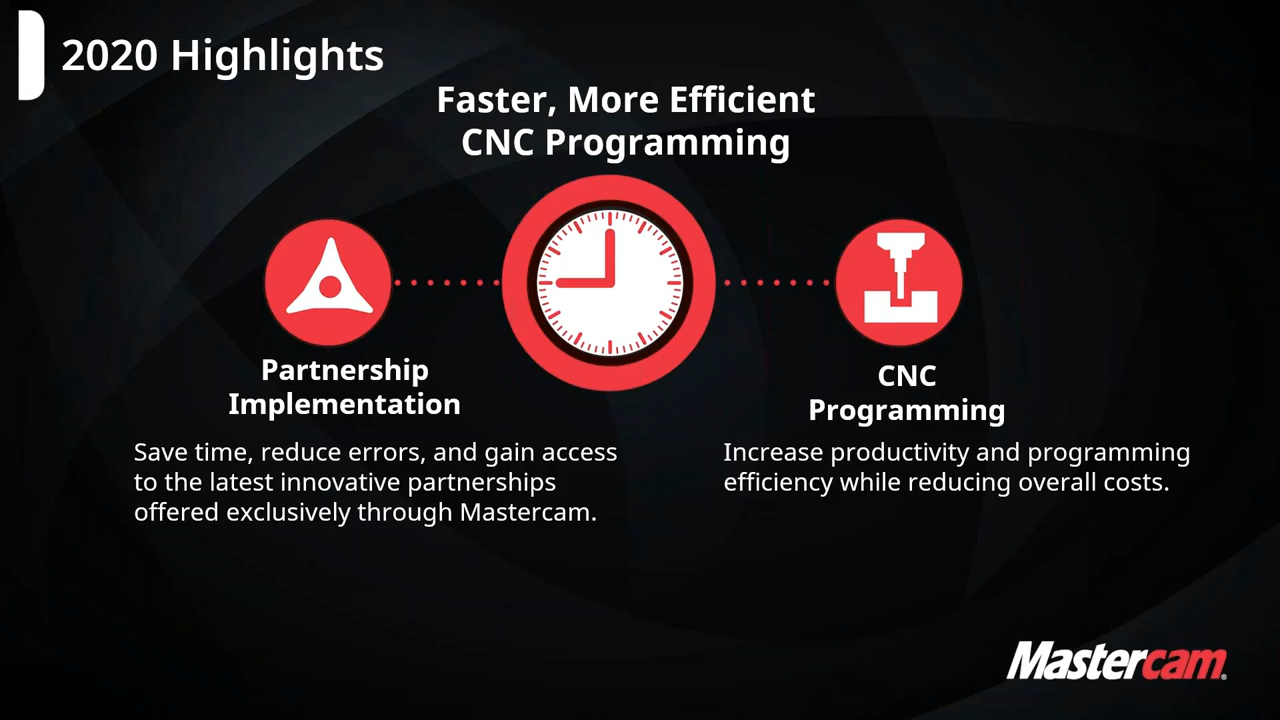 2020 Highlights
Faster, More Efficient
CNC Programming
Partnership
Implementation
Save time, reduce errors, and gain access
to the latest innovative partnerships
offered exclusively through Mastercam.
CNC
Programming
Increase productivity and programming
efficiency while reducing overall costs.
Mastercam®